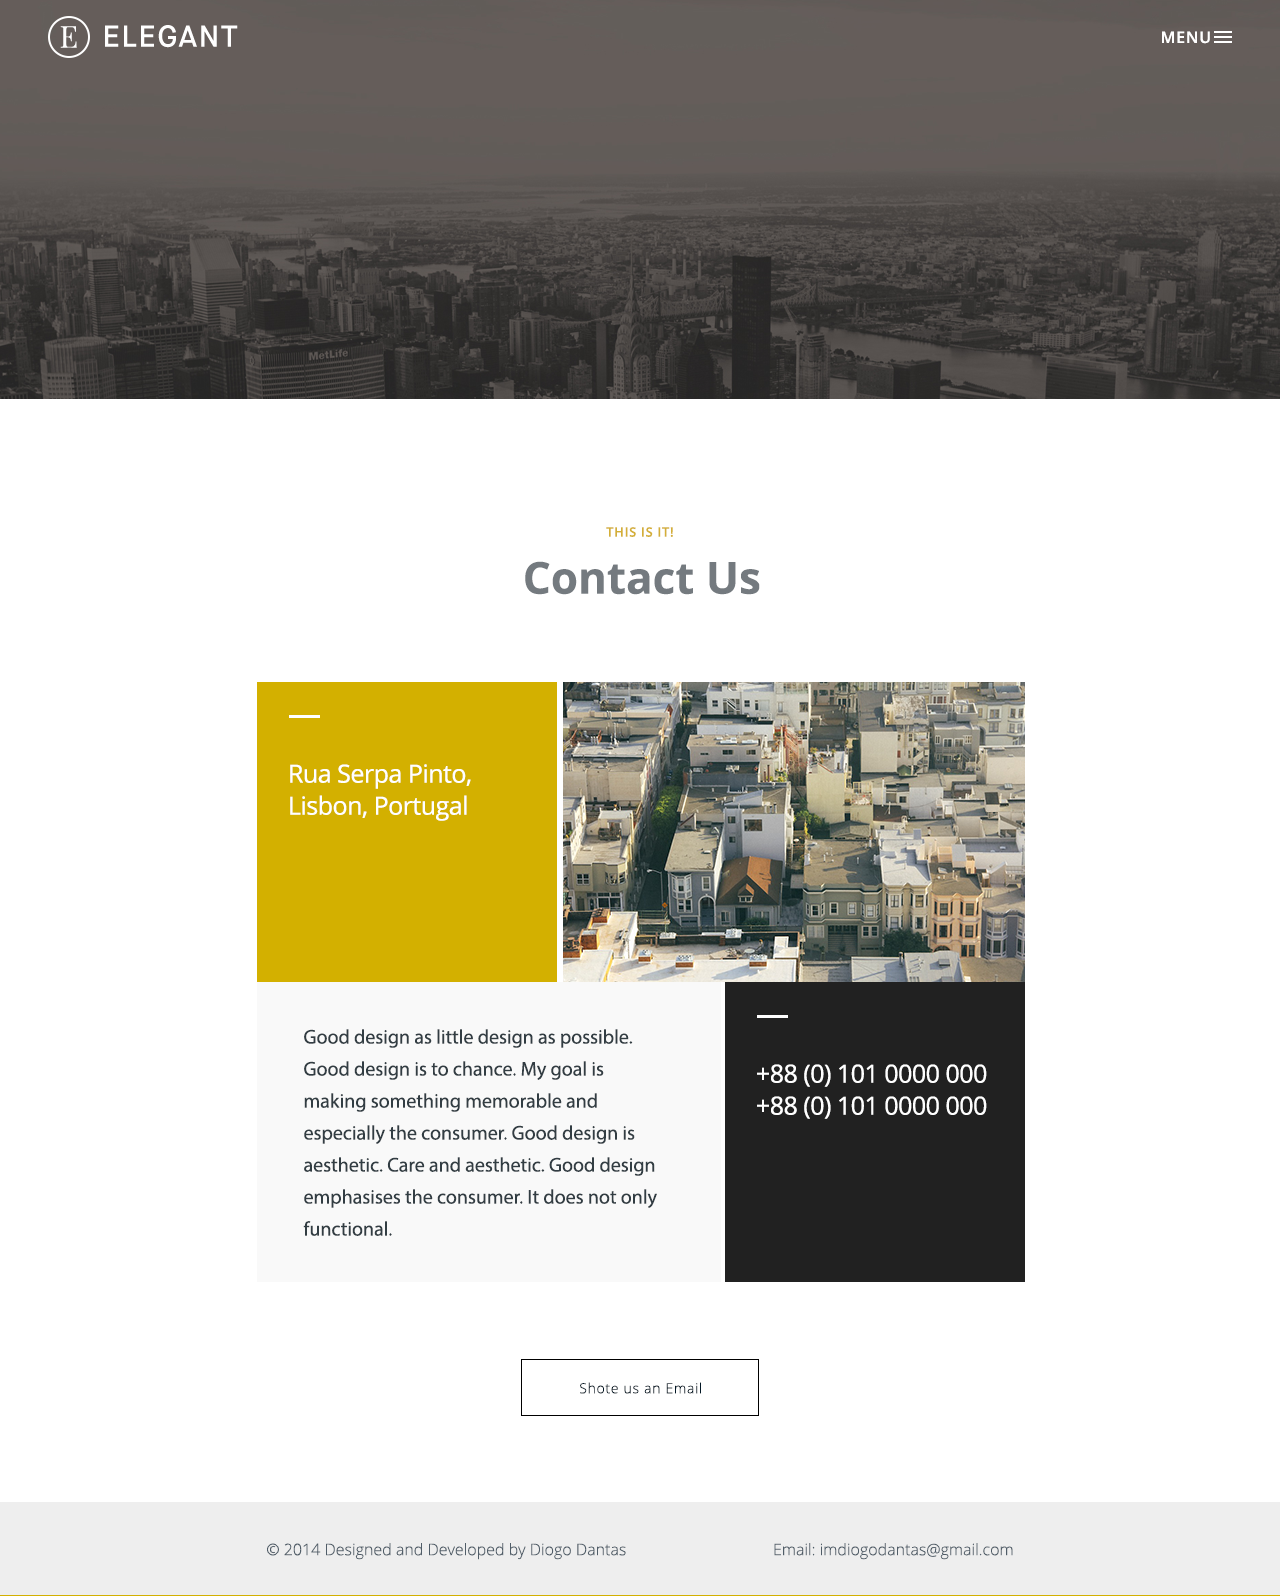 E ELEGANT
MENU
MetLife
THIS IS IT!
Contact Us
Rua Serpa Pinto,
Lisbon, Portugal
Good design as little design as possible.
Good design is to chance. My goal is
making something memorable and
especially the consumer. Good design is
aesthetic. Care and aesthetic. Good design
emphasises the consumer. It does not only
functional.
+88 (0) 101 0000 000
+88 (0) 101 0000 000
Shote us an Email
© 2014 Designed and Developed by Diogo Dantas
Email: imdiogodantas@gmail.com